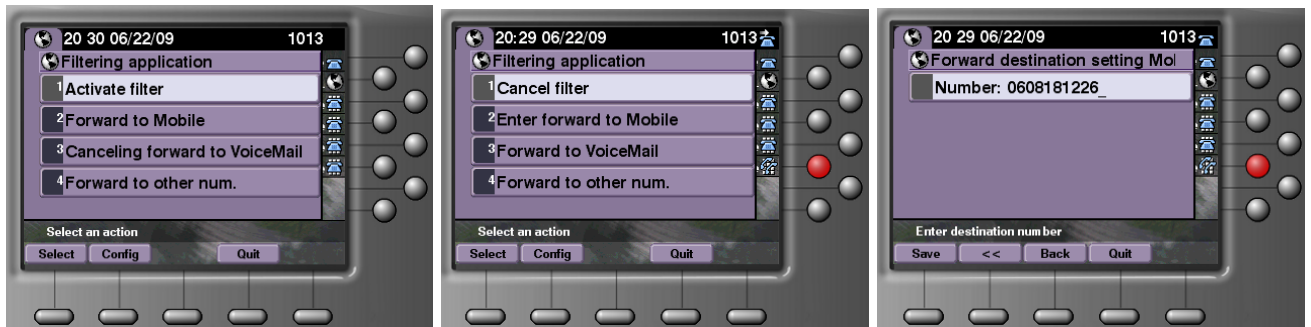 20 30 06/22/09 1013
Filtering application
1 Activate filter
2 Forward to Mobile
3 Canceling forward to VoiceMail
4 Forward to other num.
Select an action
Select Config Quit
20:29 06/22/09 1013
Filtering application
1 Cancel filter
2 Enter forward to Mobile
3 Forward to VoiceMail
4 Forward to other num.
Select an action
Select Config Quit
20 29 06/22/09 1013
Forward destination setting Mol
Number: 0608181226_
Enter destination number
Save << Back Quit